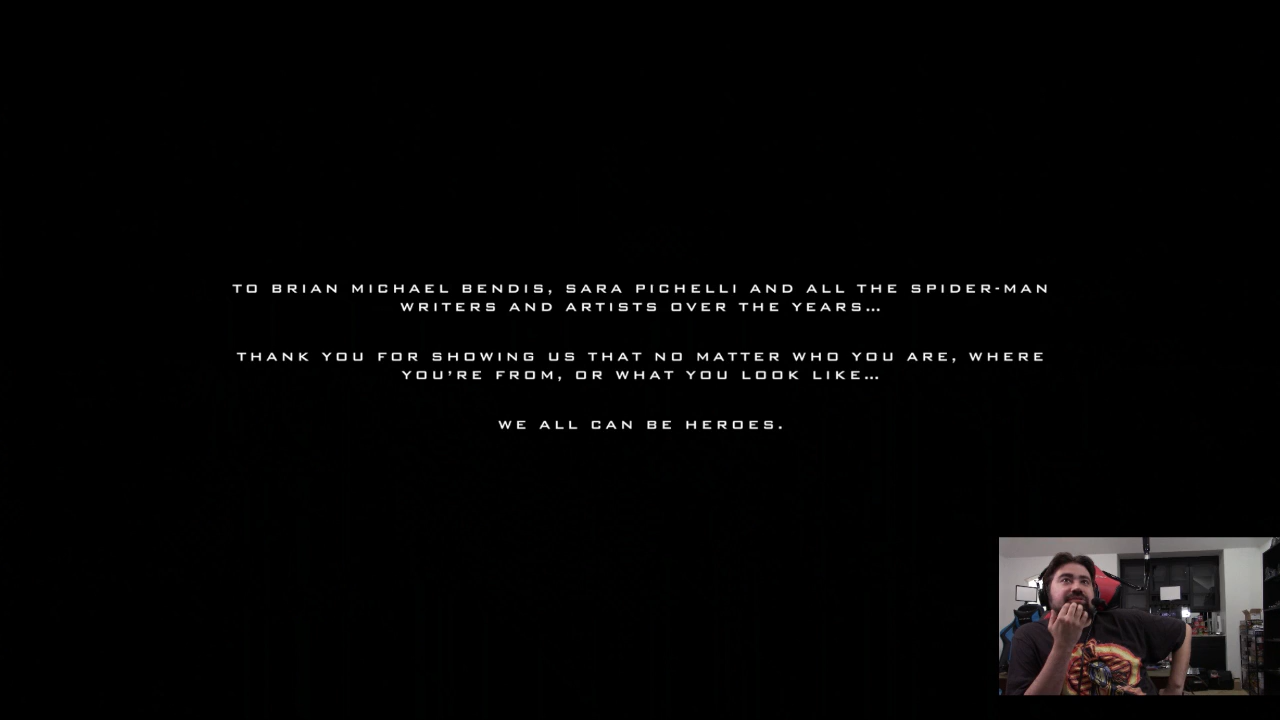 TO BRIAN MICHAEL BENDIS, SARA PICHELLI AND ALL THE SPIDER-MAN
WRITERS AND ARTISTS OVER THE YEARS...
THANK YOU FOR SHOWING US THAT NO MATTER WHO YOU ARE, WHERE
YOU'RE FROM, OR WHAT YOU LOOK LIKE...
WE ALL CAN BE HEROES.